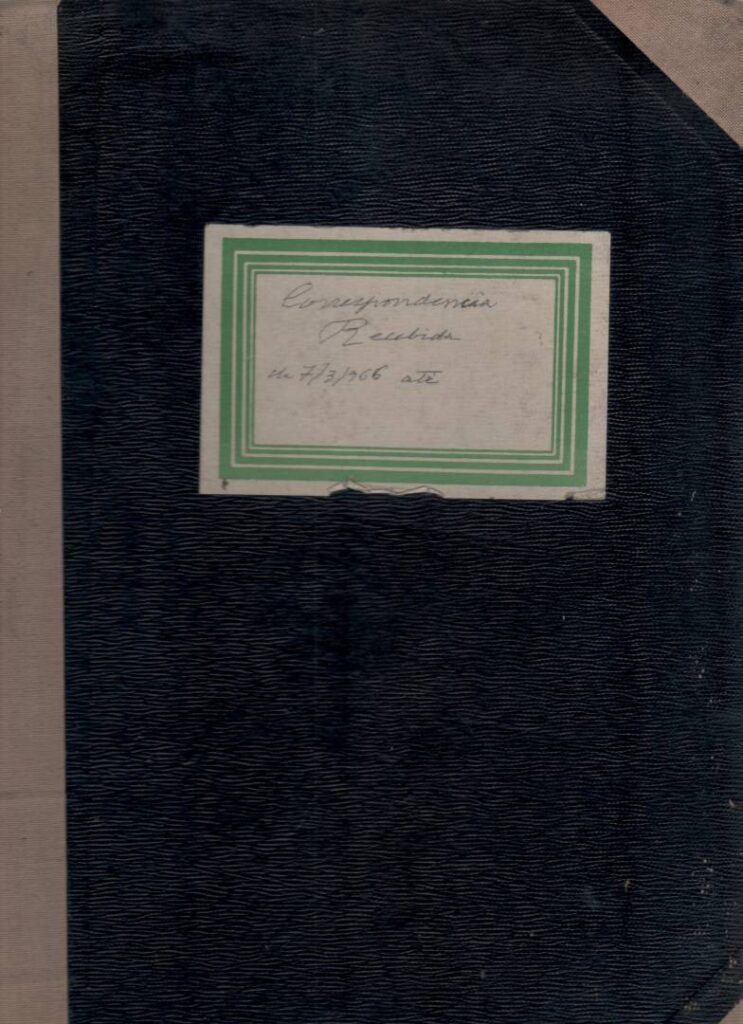 Correspondencia
Recebida
de 7/3/966 até